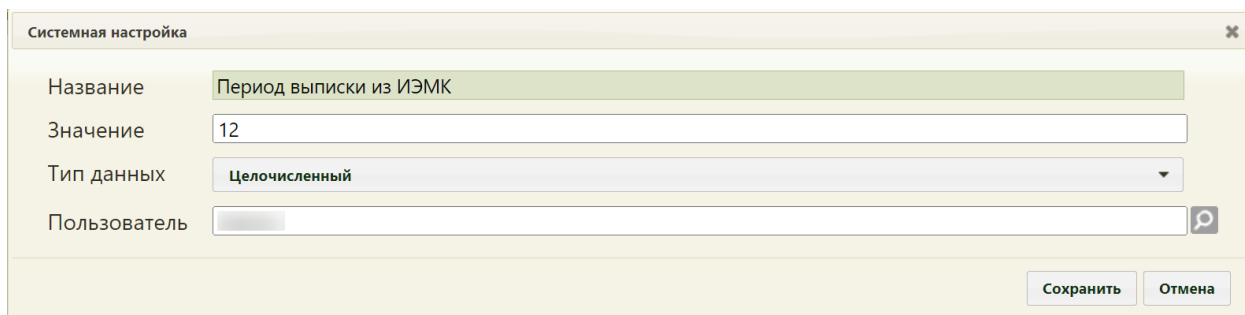 Системная настройка
Название Период выписки из ИЭМК
Значение 12
Тип данных Целочисленный
Пользователь
Сохранить Отмена